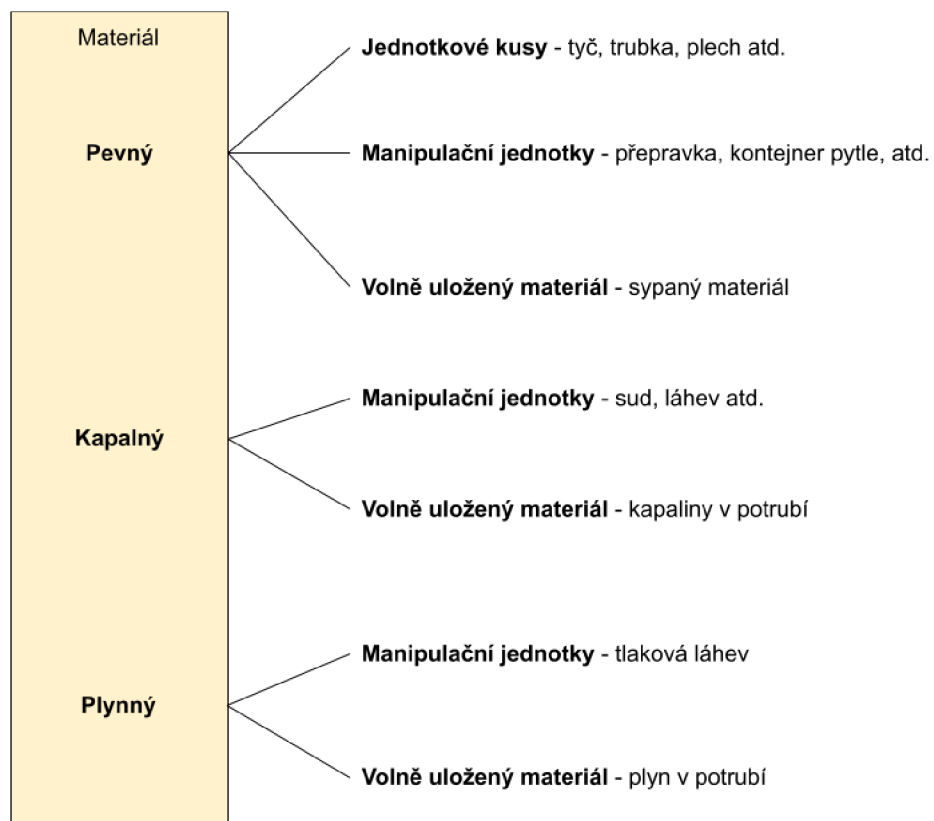 Materiál
Jednotkové kusy - tyč, trubka, plech atd.
Pevný
Manipulační jednotky - přepravka, kontejner pytle, atd.
Volně uložený materiál - sypaný materiál
Manipulační jednotky - sud, láhev atd.
Kapalný
Volně uložený materiál - kapaliny v potrubí
Manipulační jednotky - tlaková láhev
Plynný
Volně uložený materiál - plyn v potrubí